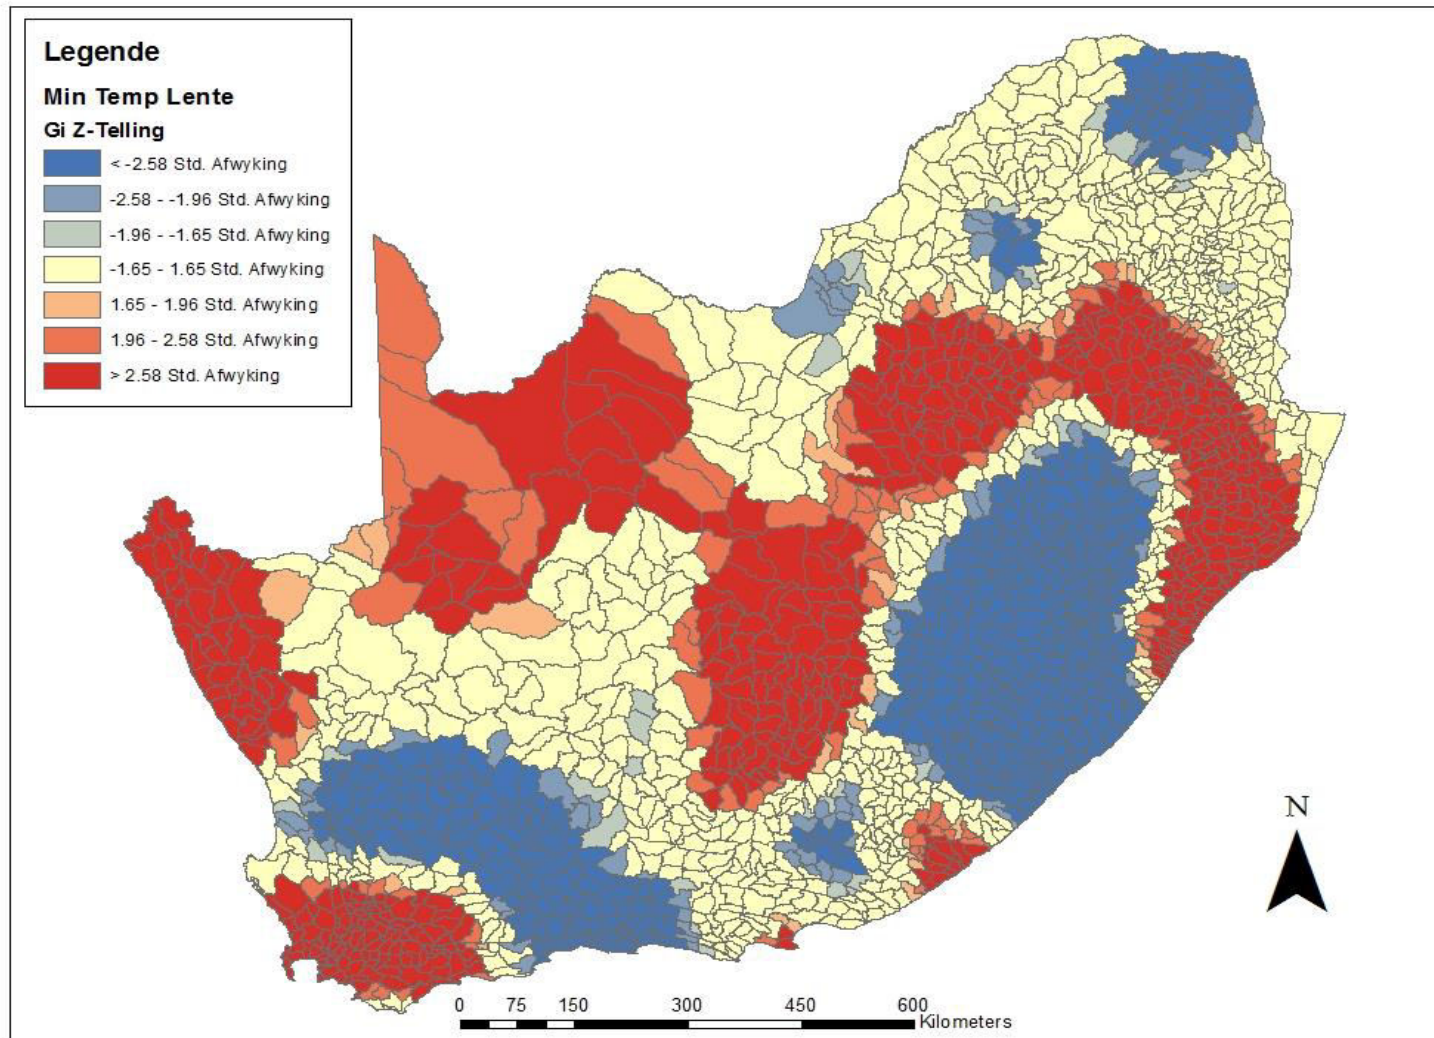 Legende
Min Temp Lente
Gi Z-Telling
< -2.58 Std. Afwyking
-2.58 - -1.96 Std. Afwyking
-1.96 - -1.65 Std. Afwyking
-1.65 - 1.65 Std. Afwyking
1.65 - 1.96 Std. Afwyking
1.96 - 2.58 Std. Afwyking
> 2.58 Std. Afwyking
N
0 75 150 300 450 600
Kilometers